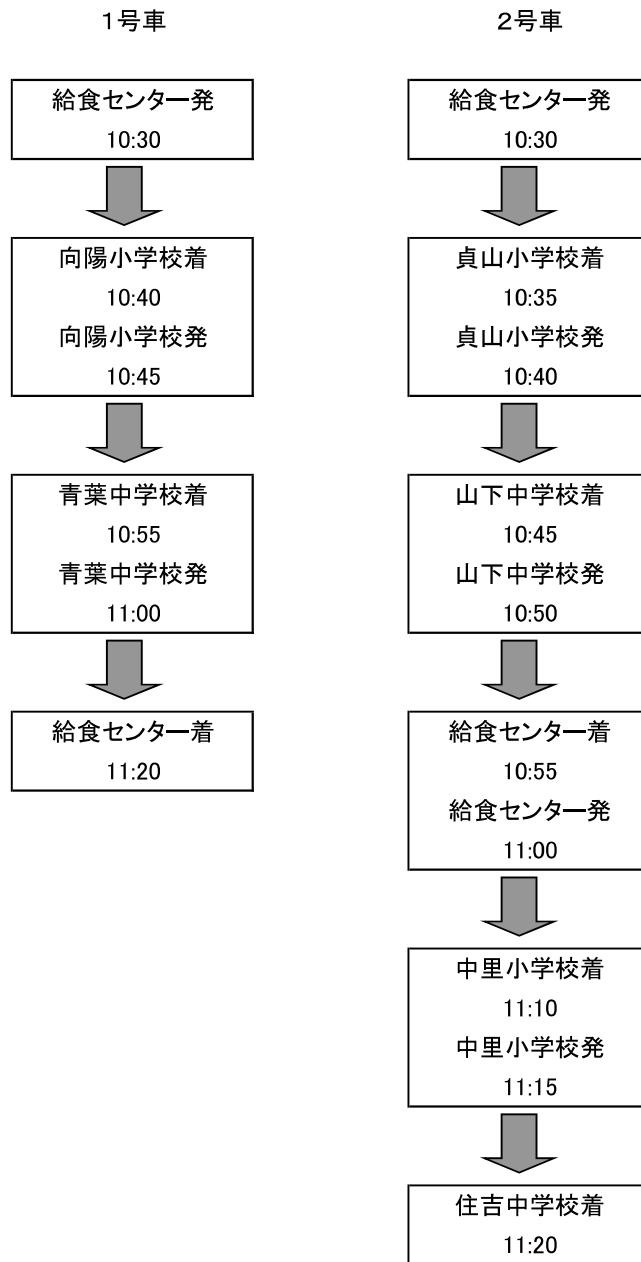 １号車
給食センター発
10:30
向陽小学校着
10:40
向陽小学校発
10:45
青葉中学校着
10:55
青葉中学校発
11:00
給食センター着
11:20
２号車
給食センター発
10:30
貞山小学校着
10:35
貞山小学校発
10:40
山下中学校着
10:45
山下中学校発
10:50
給食センター着
10:55
給食センター発
11:00
中里小学校着
11:10
中里小学校発
11:15
住吉中学校着
11:20